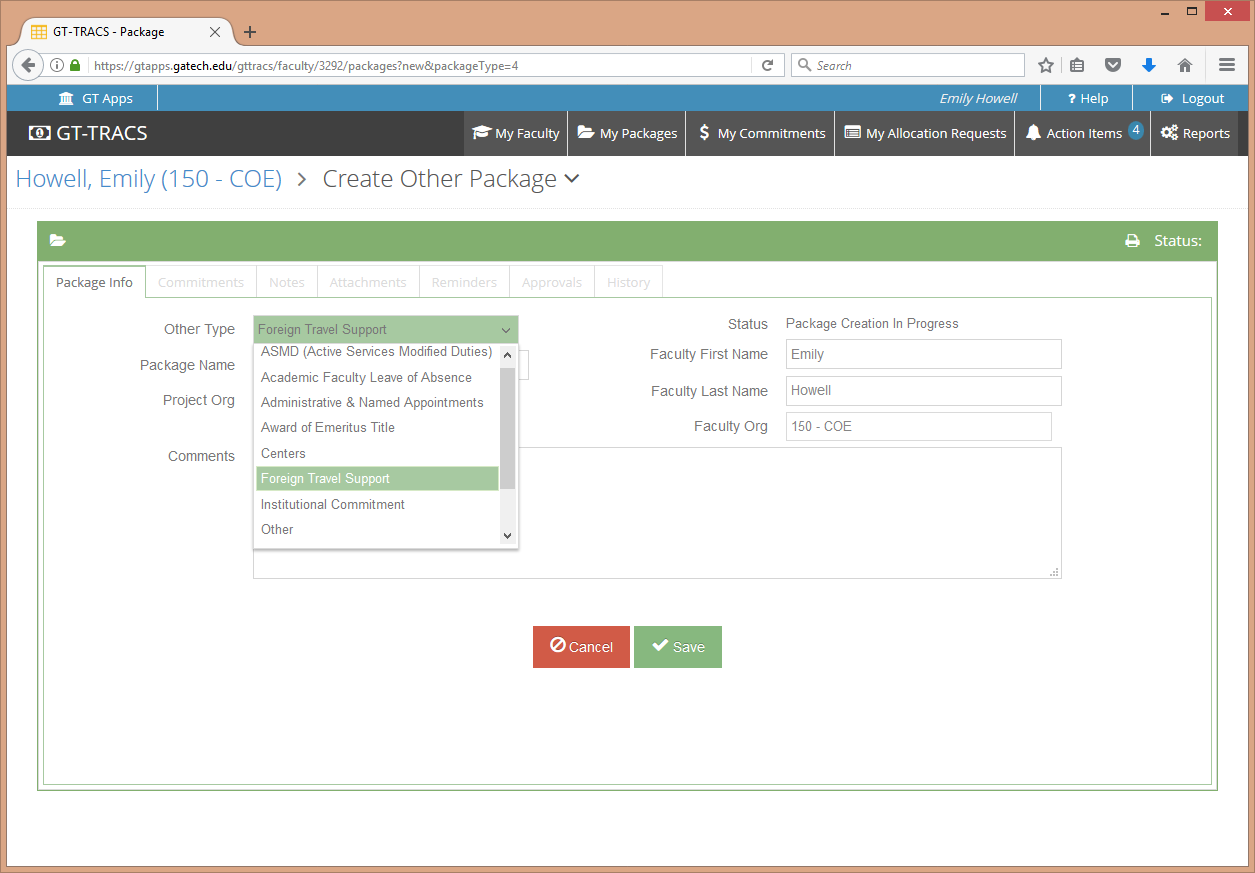 GT-TRACS - Package
https://gtapps.gatech.edu/gttracs/faculty/3292/packages?new&packageType=4
Search
GT Apps
Emily Howell
? Help
Logout
GT-TRACS
My Faculty
My Packages
$ My Commitments
My Allocation Requests
Action Items 4
Reports
Howell, Emily (150 - COE) > Create Other Package
Status:
Package Info
Commitments
Notes
Attachments
Reminders
Approvals
History
Other Type
Foreign Travel Support
ASMD (Active Services Modified Duties)
Academic Faculty Leave of Absence
Administrative & Named Appointments
Award of Emeritus Title
Centers
Foreign Travel Support
Institutional Commitment
Other
Package Name
Project Org
Comments
Status
Package Creation In Progress
Faculty First Name
Emily
Faculty Last Name
Howell
Faculty Org
150 - COE
Cancel
Save